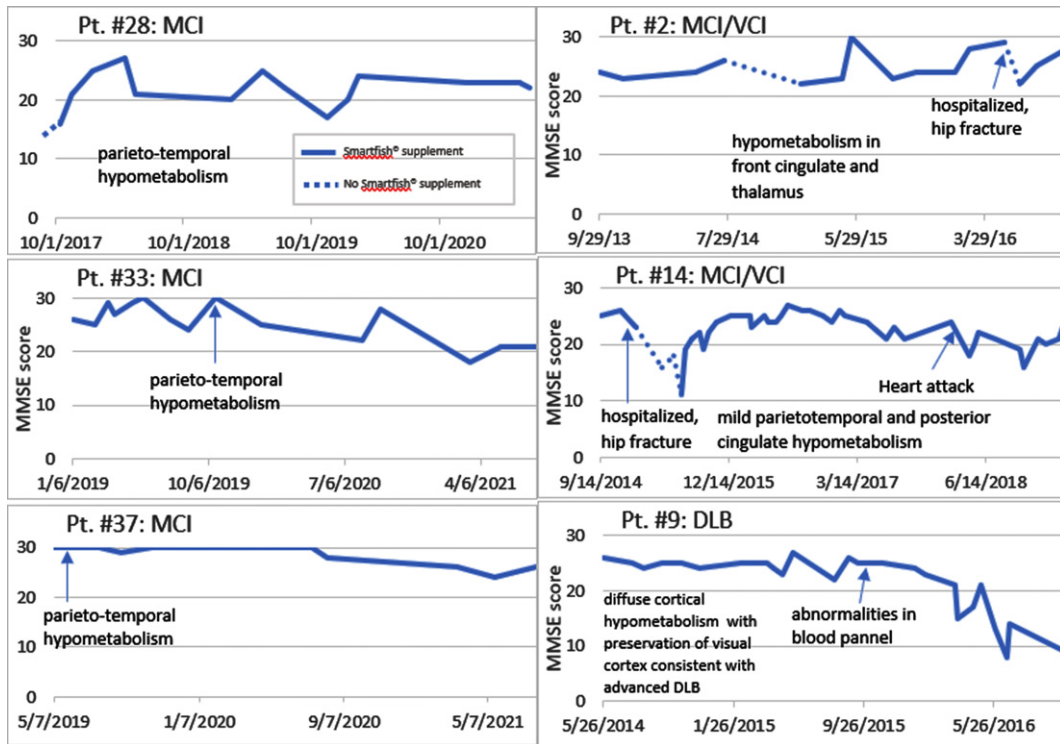 Pt. #28: MCI
30
20
10
0
parieto-temporal
hypometabolism
Smartfish® supplement
No Smartfish® supplement
10/1/2017 10/1/2018 10/1/2019 10/1/2020
Pt. #2: MCI/VCI
MMSE score
30
20
10
0
hypometabolism in
front cingulate and
thalamus
hospitalized,
hip fracture
9/29/13 7/29/14 5/29/15 3/29/16
Pt. #33: MCI
MMSE score
30
20
10
0
parieto-temporal
hypometabolism
1/6/2019 10/6/2019 7/6/2020 4/6/2021
Pt. #14: MCI/VCI
MMSE score
30
20
10
0
hospitalized,
hip fracture
mild parietotemporal and posterior
cingulate hypometabolism
Heart attack
9/14/2014 12/14/2015 3/14/2017 6/14/2018
Pt. #37: MCI
30
20
10
0
parieto-temporal
hypometabolism
5/7/2019 1/7/2020 9/7/2020 5/7/2021
Pt. #9: DLB
MMSE score
30
20
10
0
diffuse cortical
hypometabolism with
preservation of visual
cortex consistent with
advanced DLB
abnormalities in
blood pannel
5/26/2014 1/26/2015 9/26/2015 5/26/2016